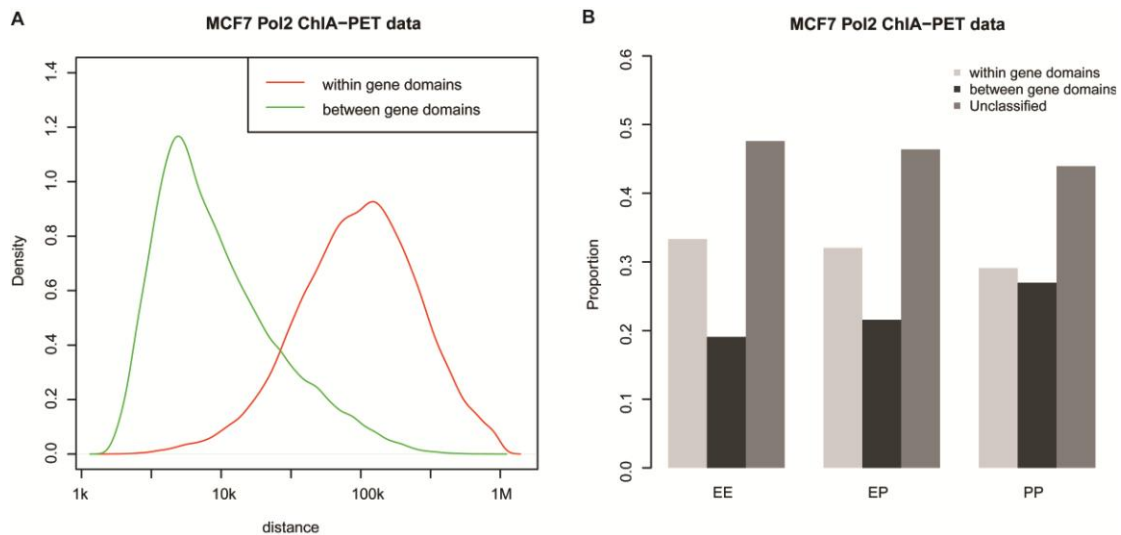 A
MCF7 Pol2 ChIA−PET data
within gene domains
between gene domains
1.4
1.2
1.0
0.8
0.6
0.4
0.2
0.0
Density
1k
10k
100k
1M
distance
B
MCF7 Pol2 ChIA−PET data
within gene domains
between gene domains
Unclassified
0.6
0.5
0.4
0.3
0.2
0.1
0.0
Proportion
EE
EP
PP